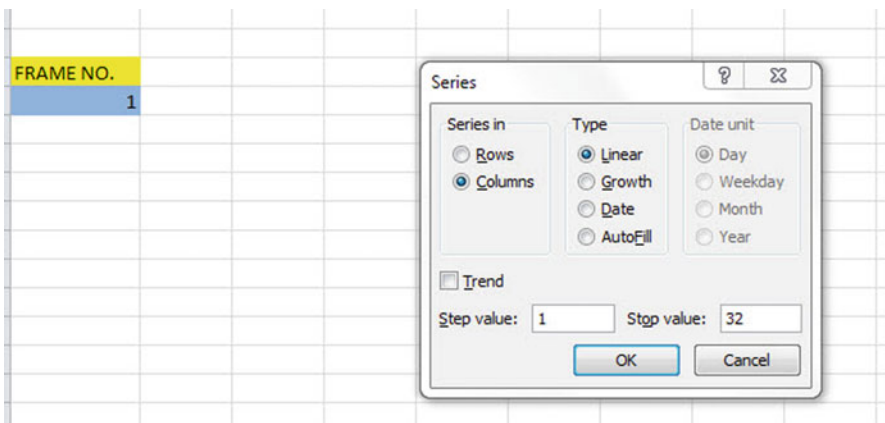 FRAME NO.
1
Series
Series in
Rows
Columns
Type
Linear
Growth
Date
AutoFill
Date unit
Day
Weekday
Month
Year
Trend
Step value: 1 Stop value: 32
OK Cancel